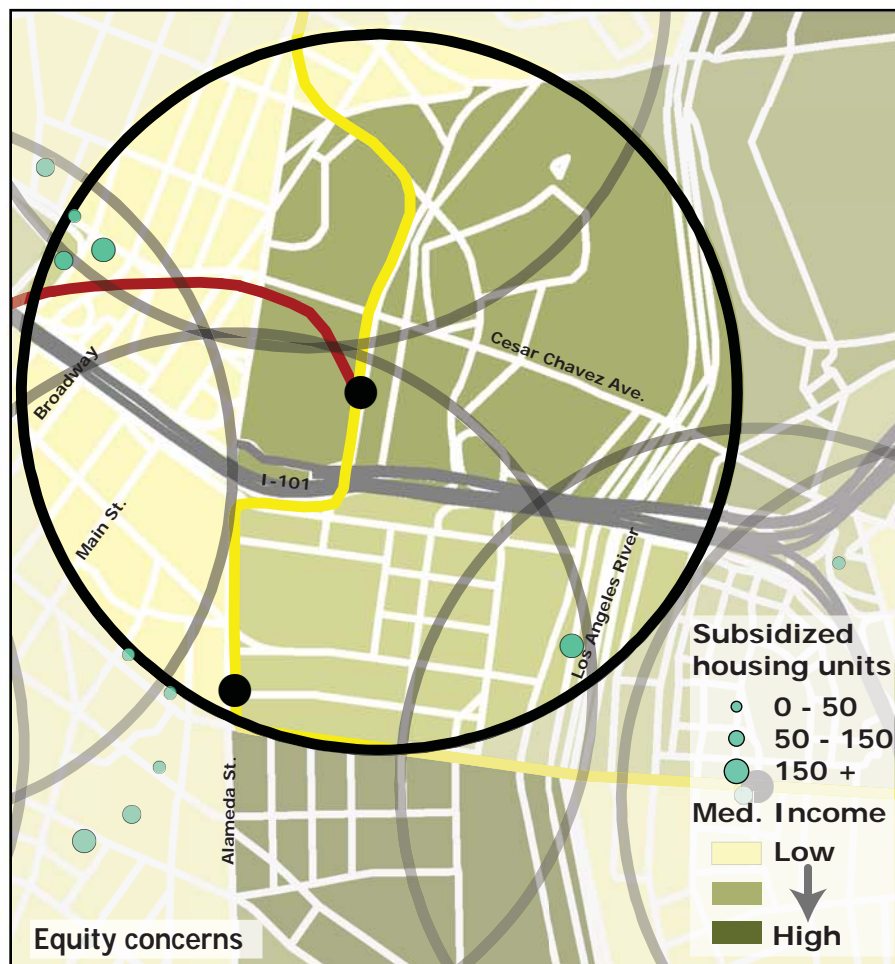 Cesar Chavez Ave.
Broadway
I-101
Main St.
Los Angeles River
Alameda St.
Subsidized
housing units
0 - 50
50 - 150
150 +
Med. Income
Low
High
Equity concerns